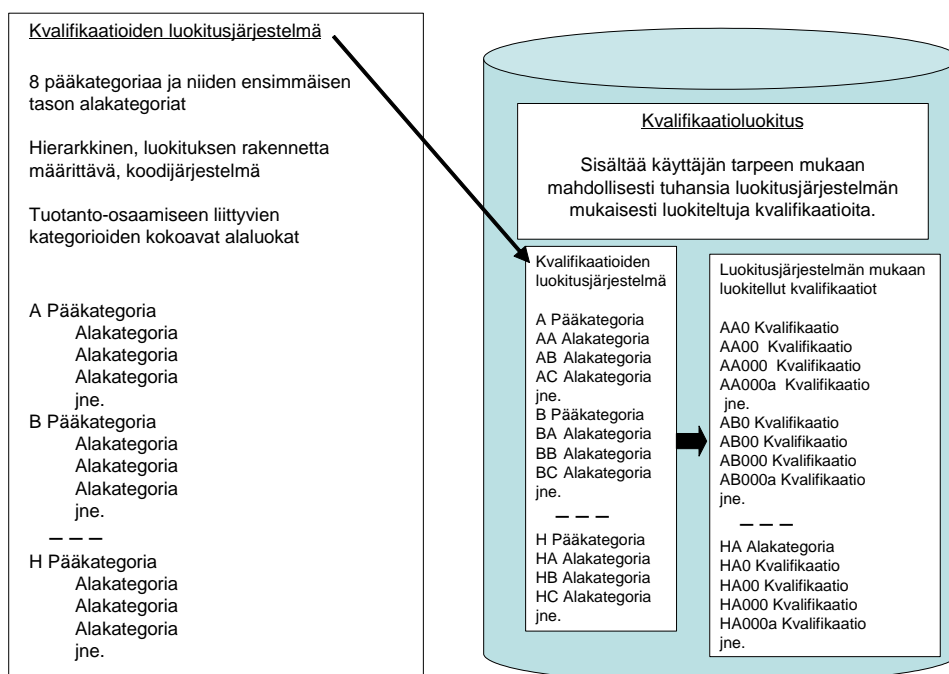 Kvalifikaatioiden luokitusjärjestelmä
8 pääkategoriaa ja niiden ensimmäisen
tason alakategoriat
Hierarkkinen, luokituksen rakennetta
määrittävä, koodijärjestelmä
Tuotanto-osaamiseen liittyvien
kategorioiden kokoavat alaluokat
A Pääkategoria
Alakategoria
Alakategoria
Alakategoria
jne.
B Pääkategoria
Alakategoria
Alakategoria
Alakategoria
jne.
– – –
H Pääkategoria
Alakategoria
Alakategoria
Alakategoria
jne.
Kvalifikaatioluokitus
Sisältää käyttäjän tarpeen mukaan
mahdollisesti tuhansia luokitusjärjestelmän
mukaisesti luokiteltuja kvalifikaatioita.
Kvalifikaatioiden
luokitusjärjestelmä
A Pääkategoria
AA Alakategoria
AB Alakategoria
AC Alakategoria
jne.
B Pääkategoria
BA Alakategoria
BB Alakategoria
BC Alakategoria
jne.
– – –
H Pääkategoria
HA Alakategoria
HB Alakategoria
HC Alakategoria
jne.
Luokitusjärjestelmän mukaan
luokitellut kvalifikaatiot
AA0 Kvalifikaatio
AA00 Kvalifikaatio
AA000 Kvalifikaatio
AA000a Kvalifikaatio
jne.
AB0 Kvalifikaatio
AB00 Kvalifikaatio
AB000 Kvalifikaatio
AB000a Kvalifikaatio
jne.
– – –
HA Alakategoria
HA0 Kvalifikaatio
HA00 Kvalifikaatio
HA000 Kvalifikaatio
HA000a Kvalifikaatio
jne.